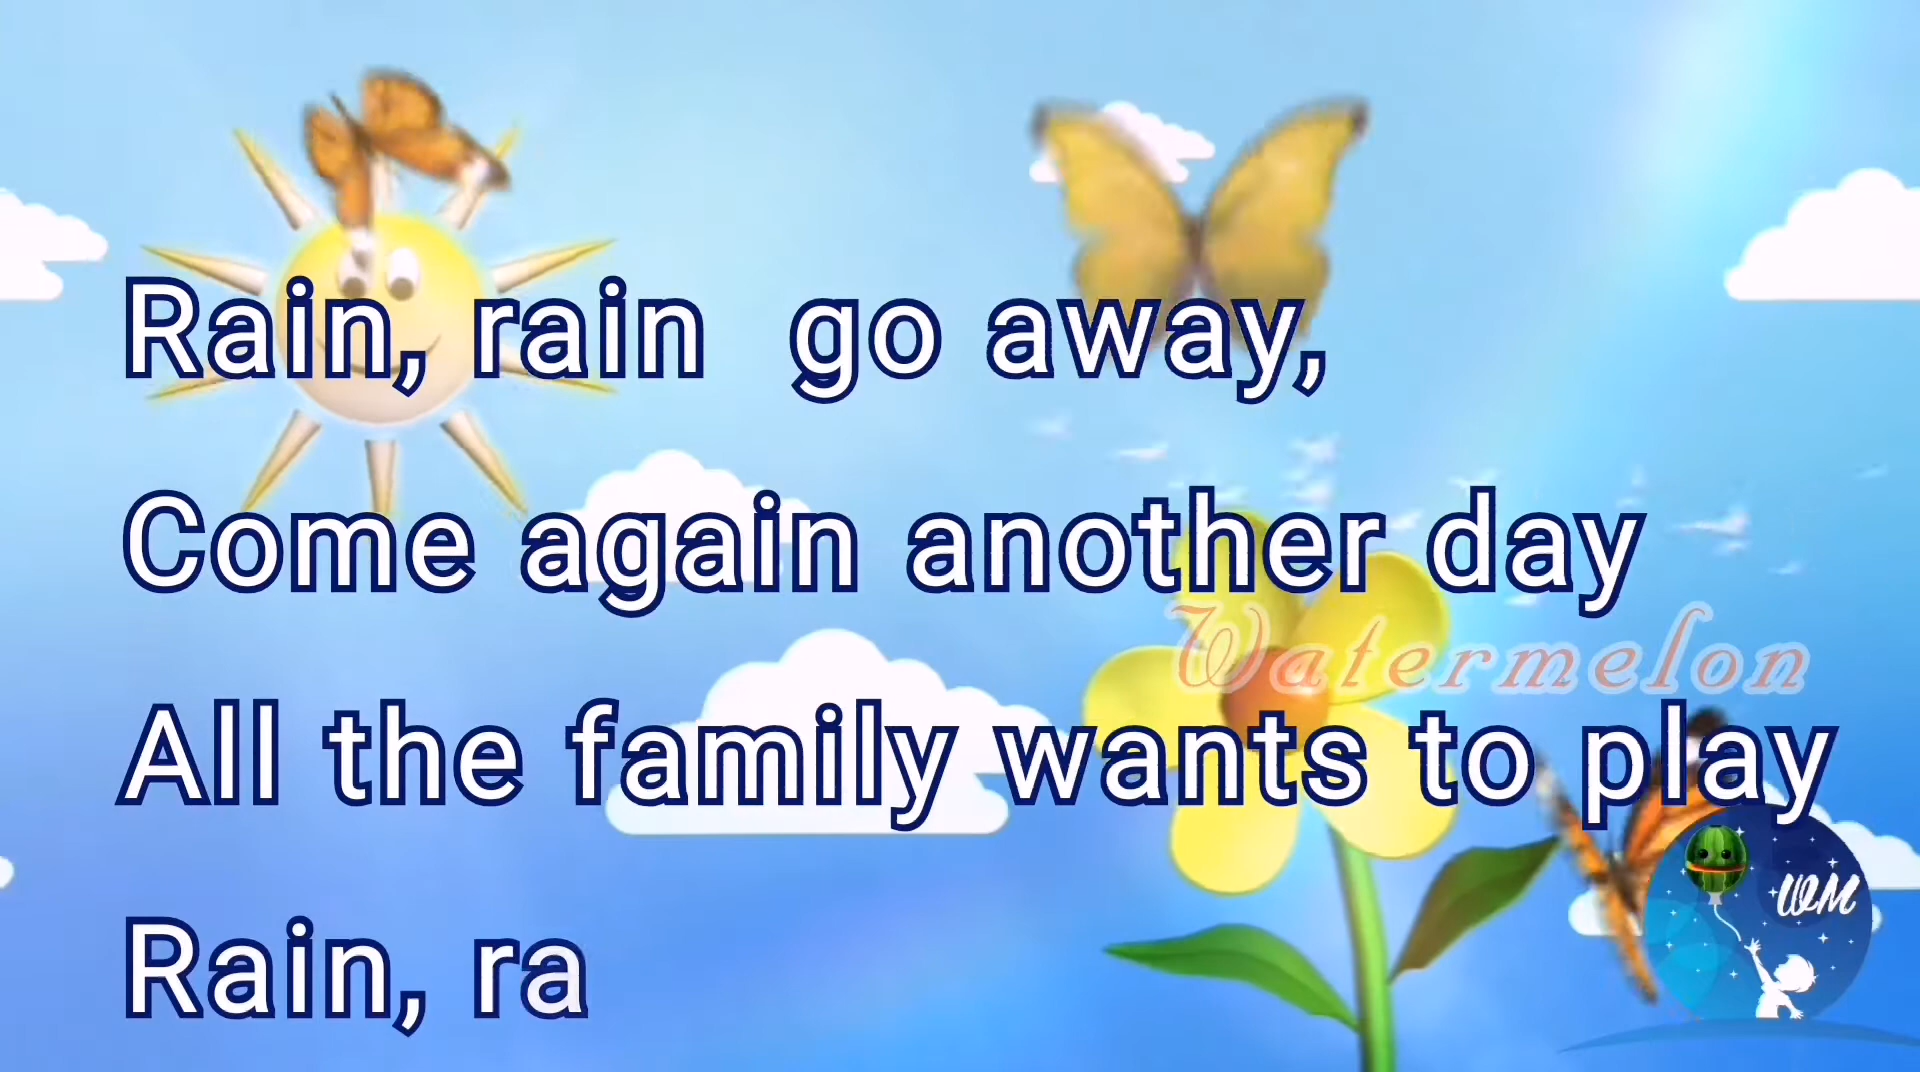 Rain, rain  go away,
Come again another day
Watermelon
All the family wants to play
WM
Rain, ra